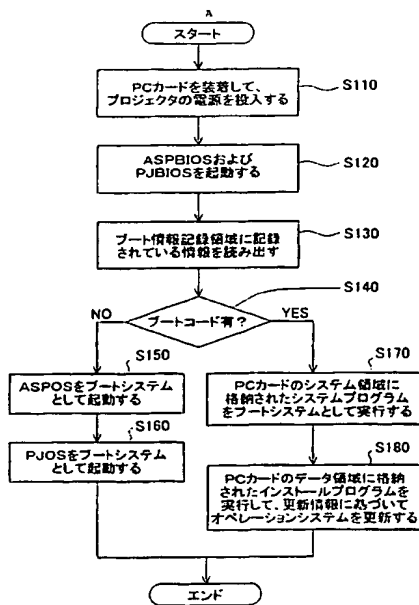 A
スタート
PCカードを装着して、
プロジェクタの電源を投入する
S110
ASPBIOSおよび
PJBIOSを起動する
S120
ブート情報記録領域に記録
されている情報を読み出す
S130
ブートコード有?
S140
NO
YES
ASPOSをブートシステム
として起動する
S150
PJOSをブートシステム
として起動する
S160
PCカードのシステム領域に
格納されたシステムプログラム
をブートシステムとして実行する
S170
PCカードのデータ領域に格納
されたインストールプログラムを
実行して、更新情報に基づいて
オペレーションシステムを更新する
S180
エンド